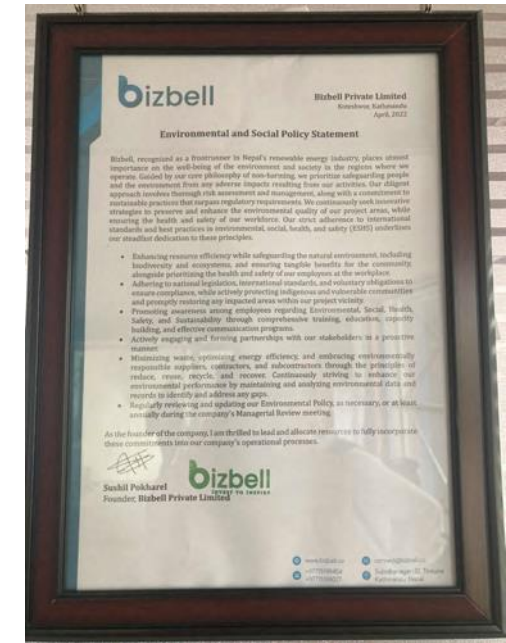 bizbell
Bizbell Private Limited
Koteshwor, Kathmandu
April, 2022
Environmental and Social Policy Statement
Bizbell, recognized as a frontrunner in Nepal's renewable energy industry, places utmost
importance on the well-being of the environment and society in the regions where we
operate. Guided by our core philosophy of non-harming, we prioritize safeguarding people
and the environment from any adverse impacts resulting from our activities. Our diligent
approach involves thorough risk assessment and management, along with a commitment to
sustainable practices that surpass regulatory requirements. We continuously seek innovative
strategies to preserve and enhance the environmental quality of our project areas, while
ensuring the health and safety of our workforce. Our strict adherence to international
standards and best practices in environmental, social, health, and safety (ESHS) underlines
our steadfast dedication to these principles.
• Enhancing resource efficiency while safeguarding the natural environment, including
biodiversity and ecosystems, and ensuring tangible benefits for the community,
alongside prioritizing the health and safety of our employees at the workplace.
• Adhering to national legislation, international standards, and voluntary obligations to
ensure compliance, while actively protecting indigenous and vulnerable communities
and promptly restoring any impacted areas within our project vicinity.
• Promoting awareness among employees regarding Environmental, Social, Health,
Safety, and Sustainability through comprehensive training, education, capacity
building, and effective communication programs.
• Actively engaging and forming partnerships with our stakeholders in a proactive
manner.
• Minimizing waste, optimizing energy efficiency, and embracing environmentally
responsible suppliers, contractors, and subcontractors through the principles of
reduce, reuse, recycle, and recover. Continuously striving to enhance our
environmental performance by maintaining and analyzing environmental data and
records to identify and address any gaps.
• Regularly reviewing and updating our Environmental Policy, as necessary, or at least
annually during the company's Managerial Review meeting.
As the founder of the company, I am thrilled to lead and allocate resources to fully incorporate
these commitments into our company's operational processes.
bizbell
INVEST TO INSPIRE
Sushil Pokharel
Founder, Bizbell Private Limited